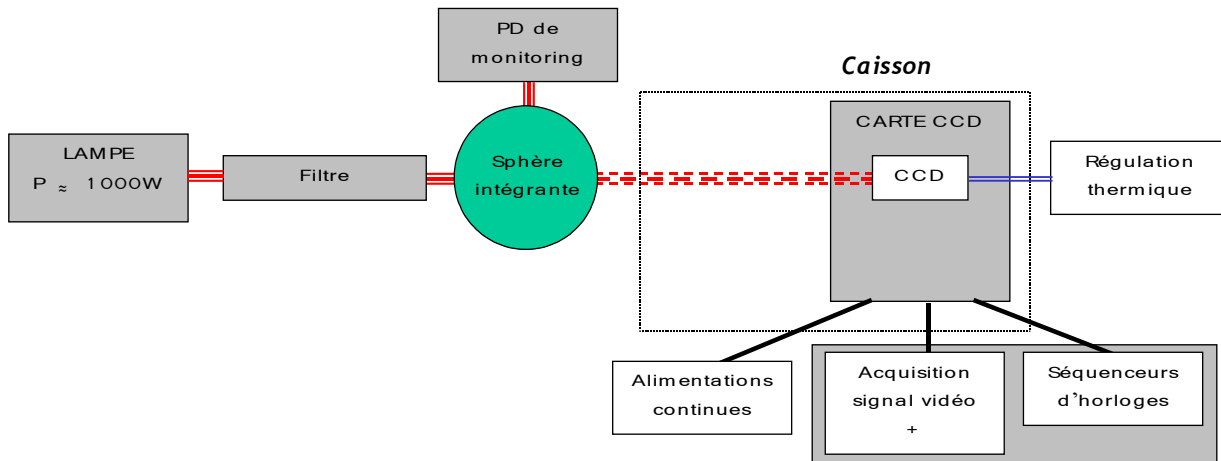 PD de
monitoring
Caisson
LAMPE
P ≈ 1000W
Filtre
Sphère
intégrante
CARTE CCD
CCD
Régulation
thermique
Alimentations
continues
Acquisition
signal vidéo
+
Séquenceurs
d'horloges